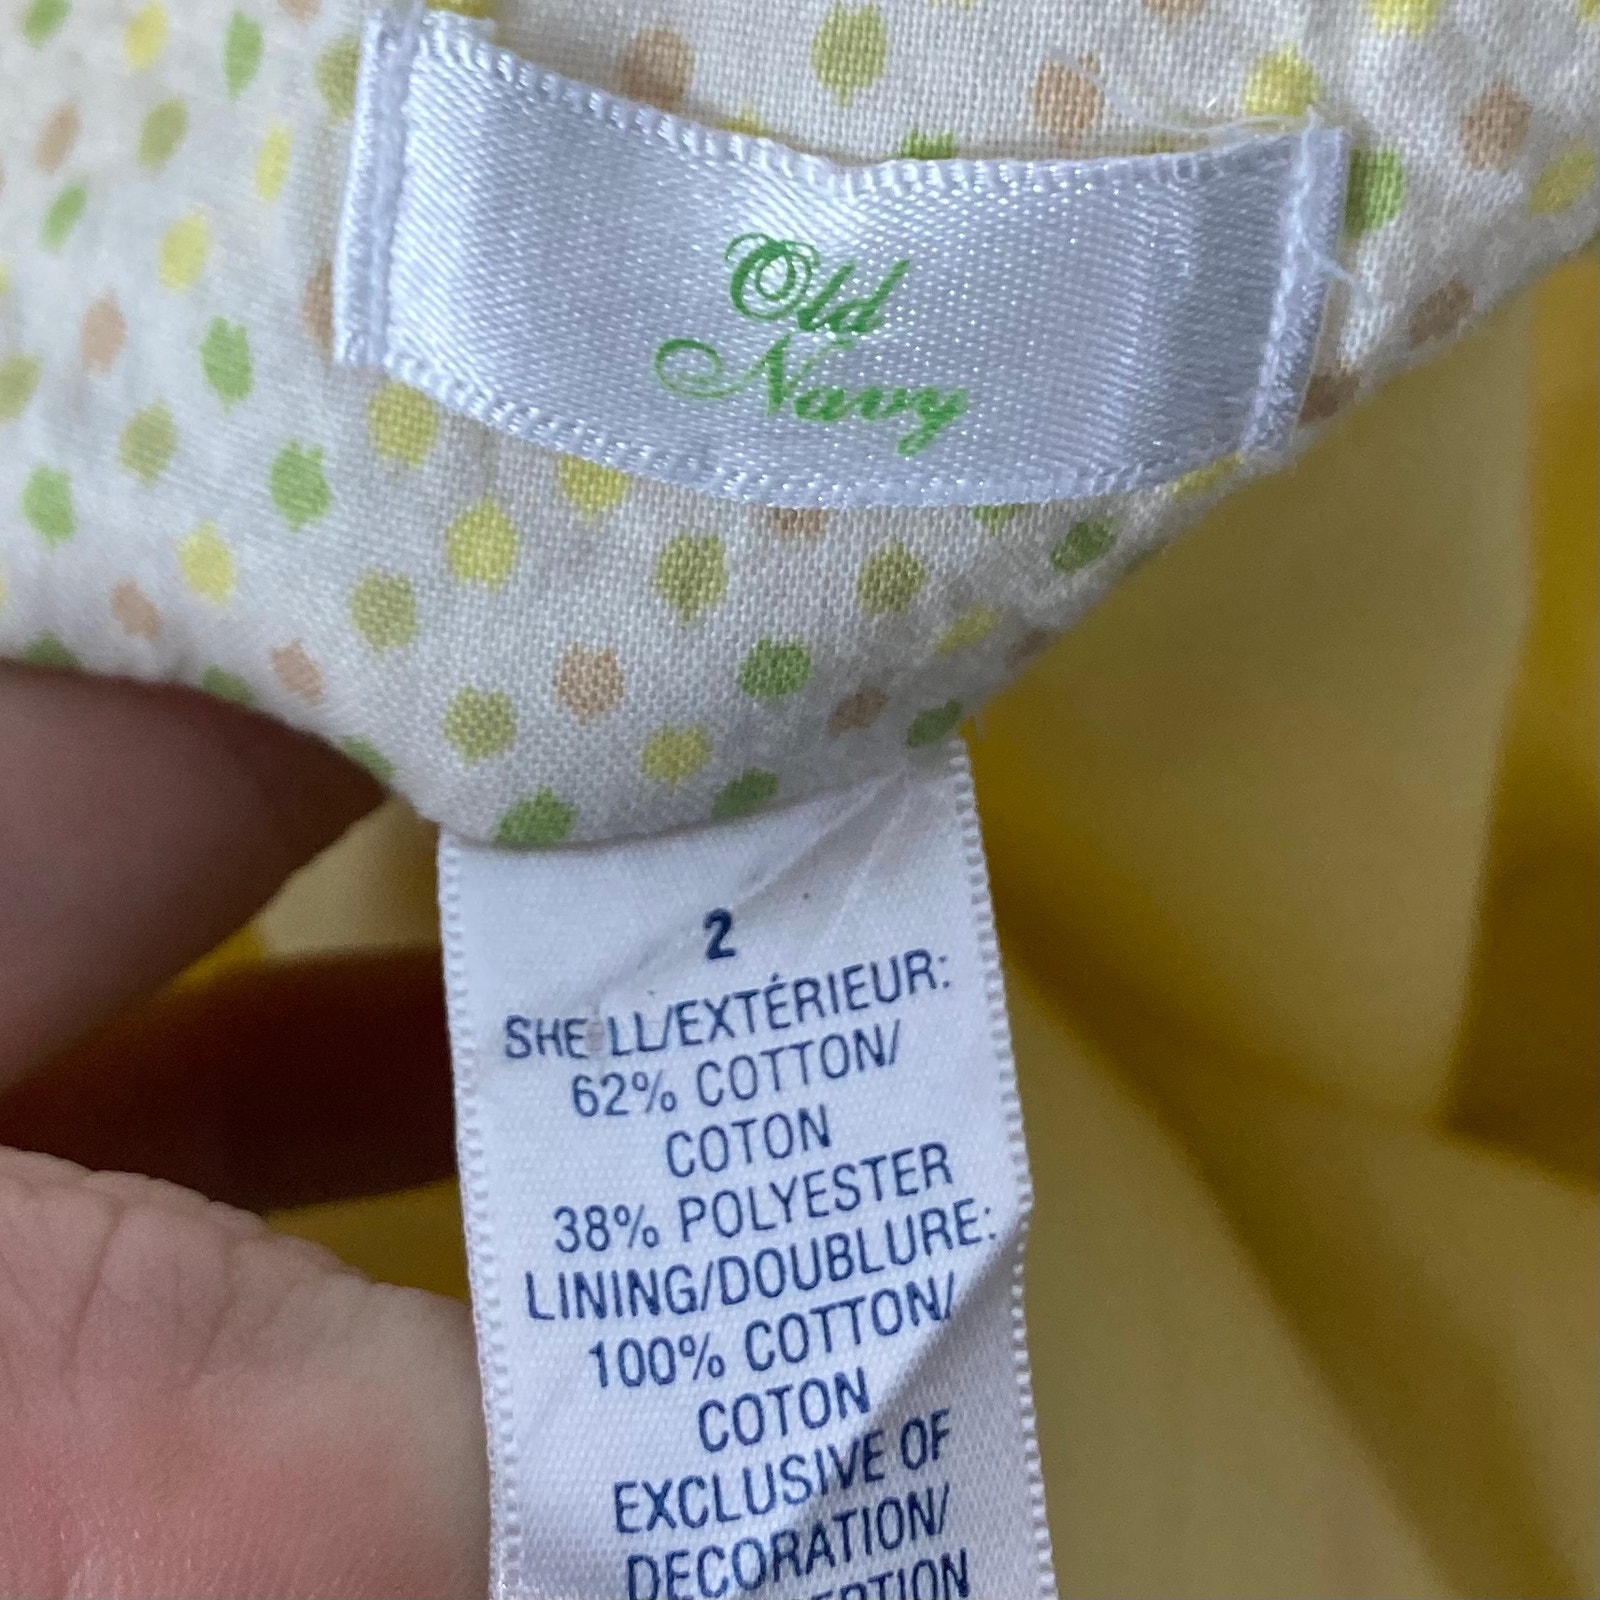 Old
Navy
2
SHELL/EXTÉRIEUR:
62% COTTON/
COTON
38% POLYESTER
LINING/DOUBLURE:
100% COTTON/
COTON
EXCLUSIVE OF
DECORATION/